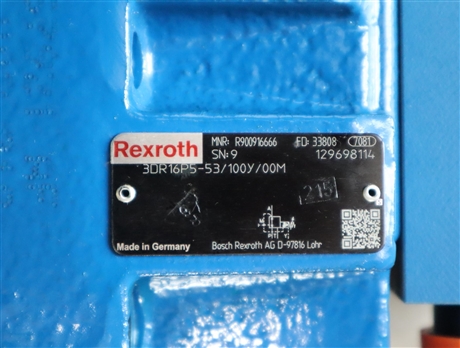 Rexroth
MNR: R900916666 FD: 33808 7081
SN: 9 129698114
3DR16P5-53/100Y/00M
215
Made in Germany
Bosch Rexroth AG D-97816 Lohr